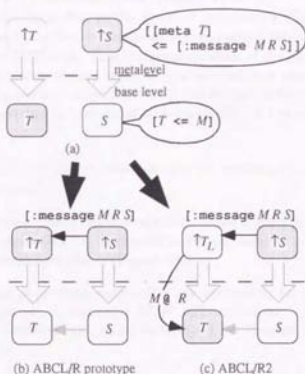 ↑T
↑S
[[meta T]
<= [:message M R S]
metalevel
base level
T
S
[T <= M]
(a)
[:message M R S]
[:message M R S]
↑T
↑S
↑T_L
↑S
M @ R
T
S
T
S
(b) ABCL/R prototype
(c) ABCL/R2